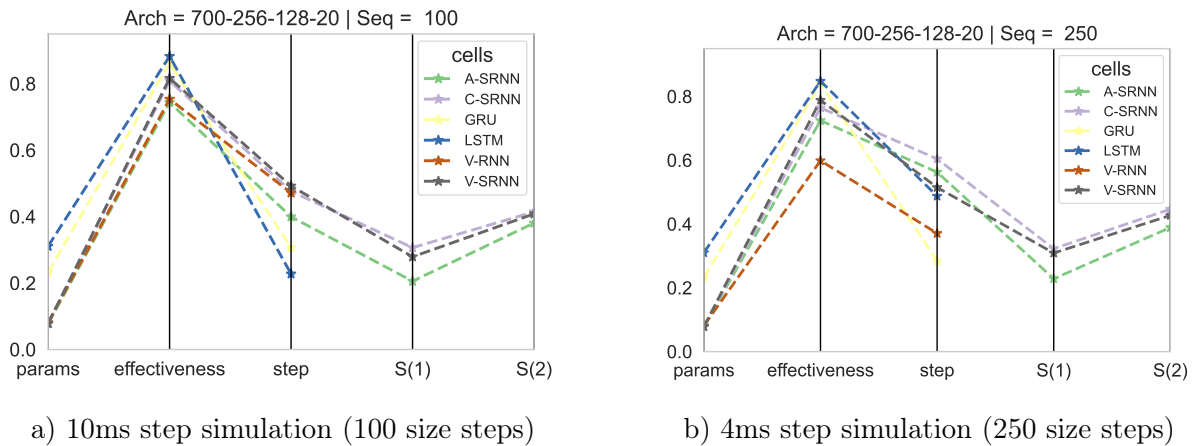 Arch = 700-256-128-20 | Seq =  100
cells
A-SRNN
C-SRNN
GRU
LSTM
V-RNN
V-SRNN
0.8
0.6
0.4
0.2
0.0
params
effectiveness
step
S(1)
S(2)
a) 10ms step simulation (100 size steps)
Arch = 700-256-128-20 | Seq =  250
cells
A-SRNN
C-SRNN
GRU
LSTM
V-RNN
V-SRNN
0.8
0.6
0.4
0.2
0.0
params
effectiveness
step
S(1)
S(2)
b) 4ms step simulation (250 size steps)